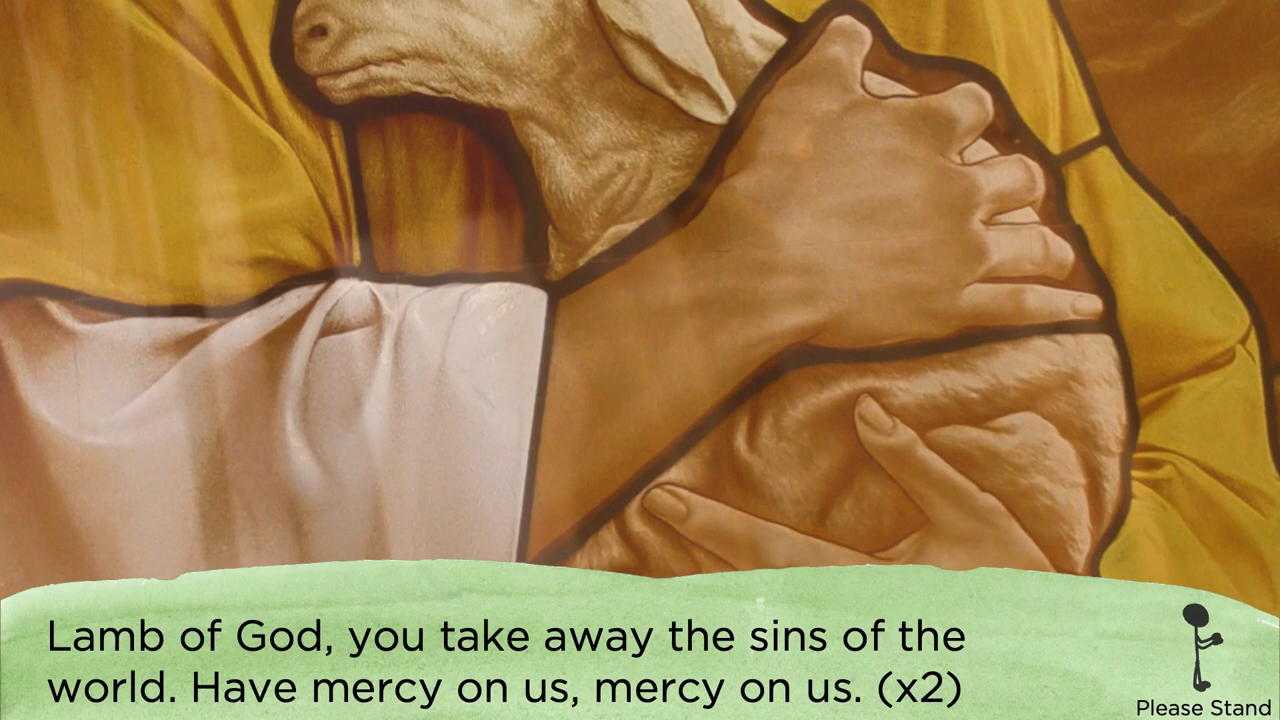 Lamb of God, you take away the sins of the
world. Have mercy on us, mercy on us. (x2)
Please Stand